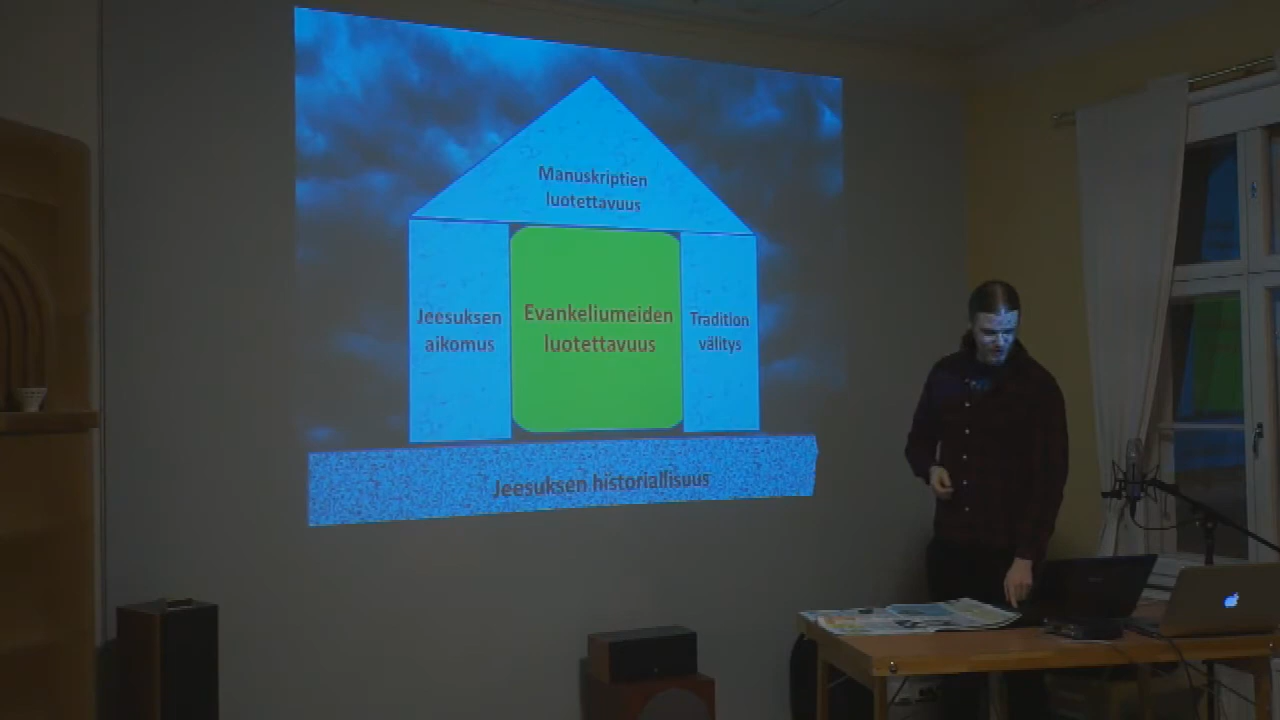 Manuskriptien
luotettavuus
Jeesuksen
aikomus
Evankeliumeiden
luotettavuus
Tradition
välitys
Jeesuksen historiallisuus